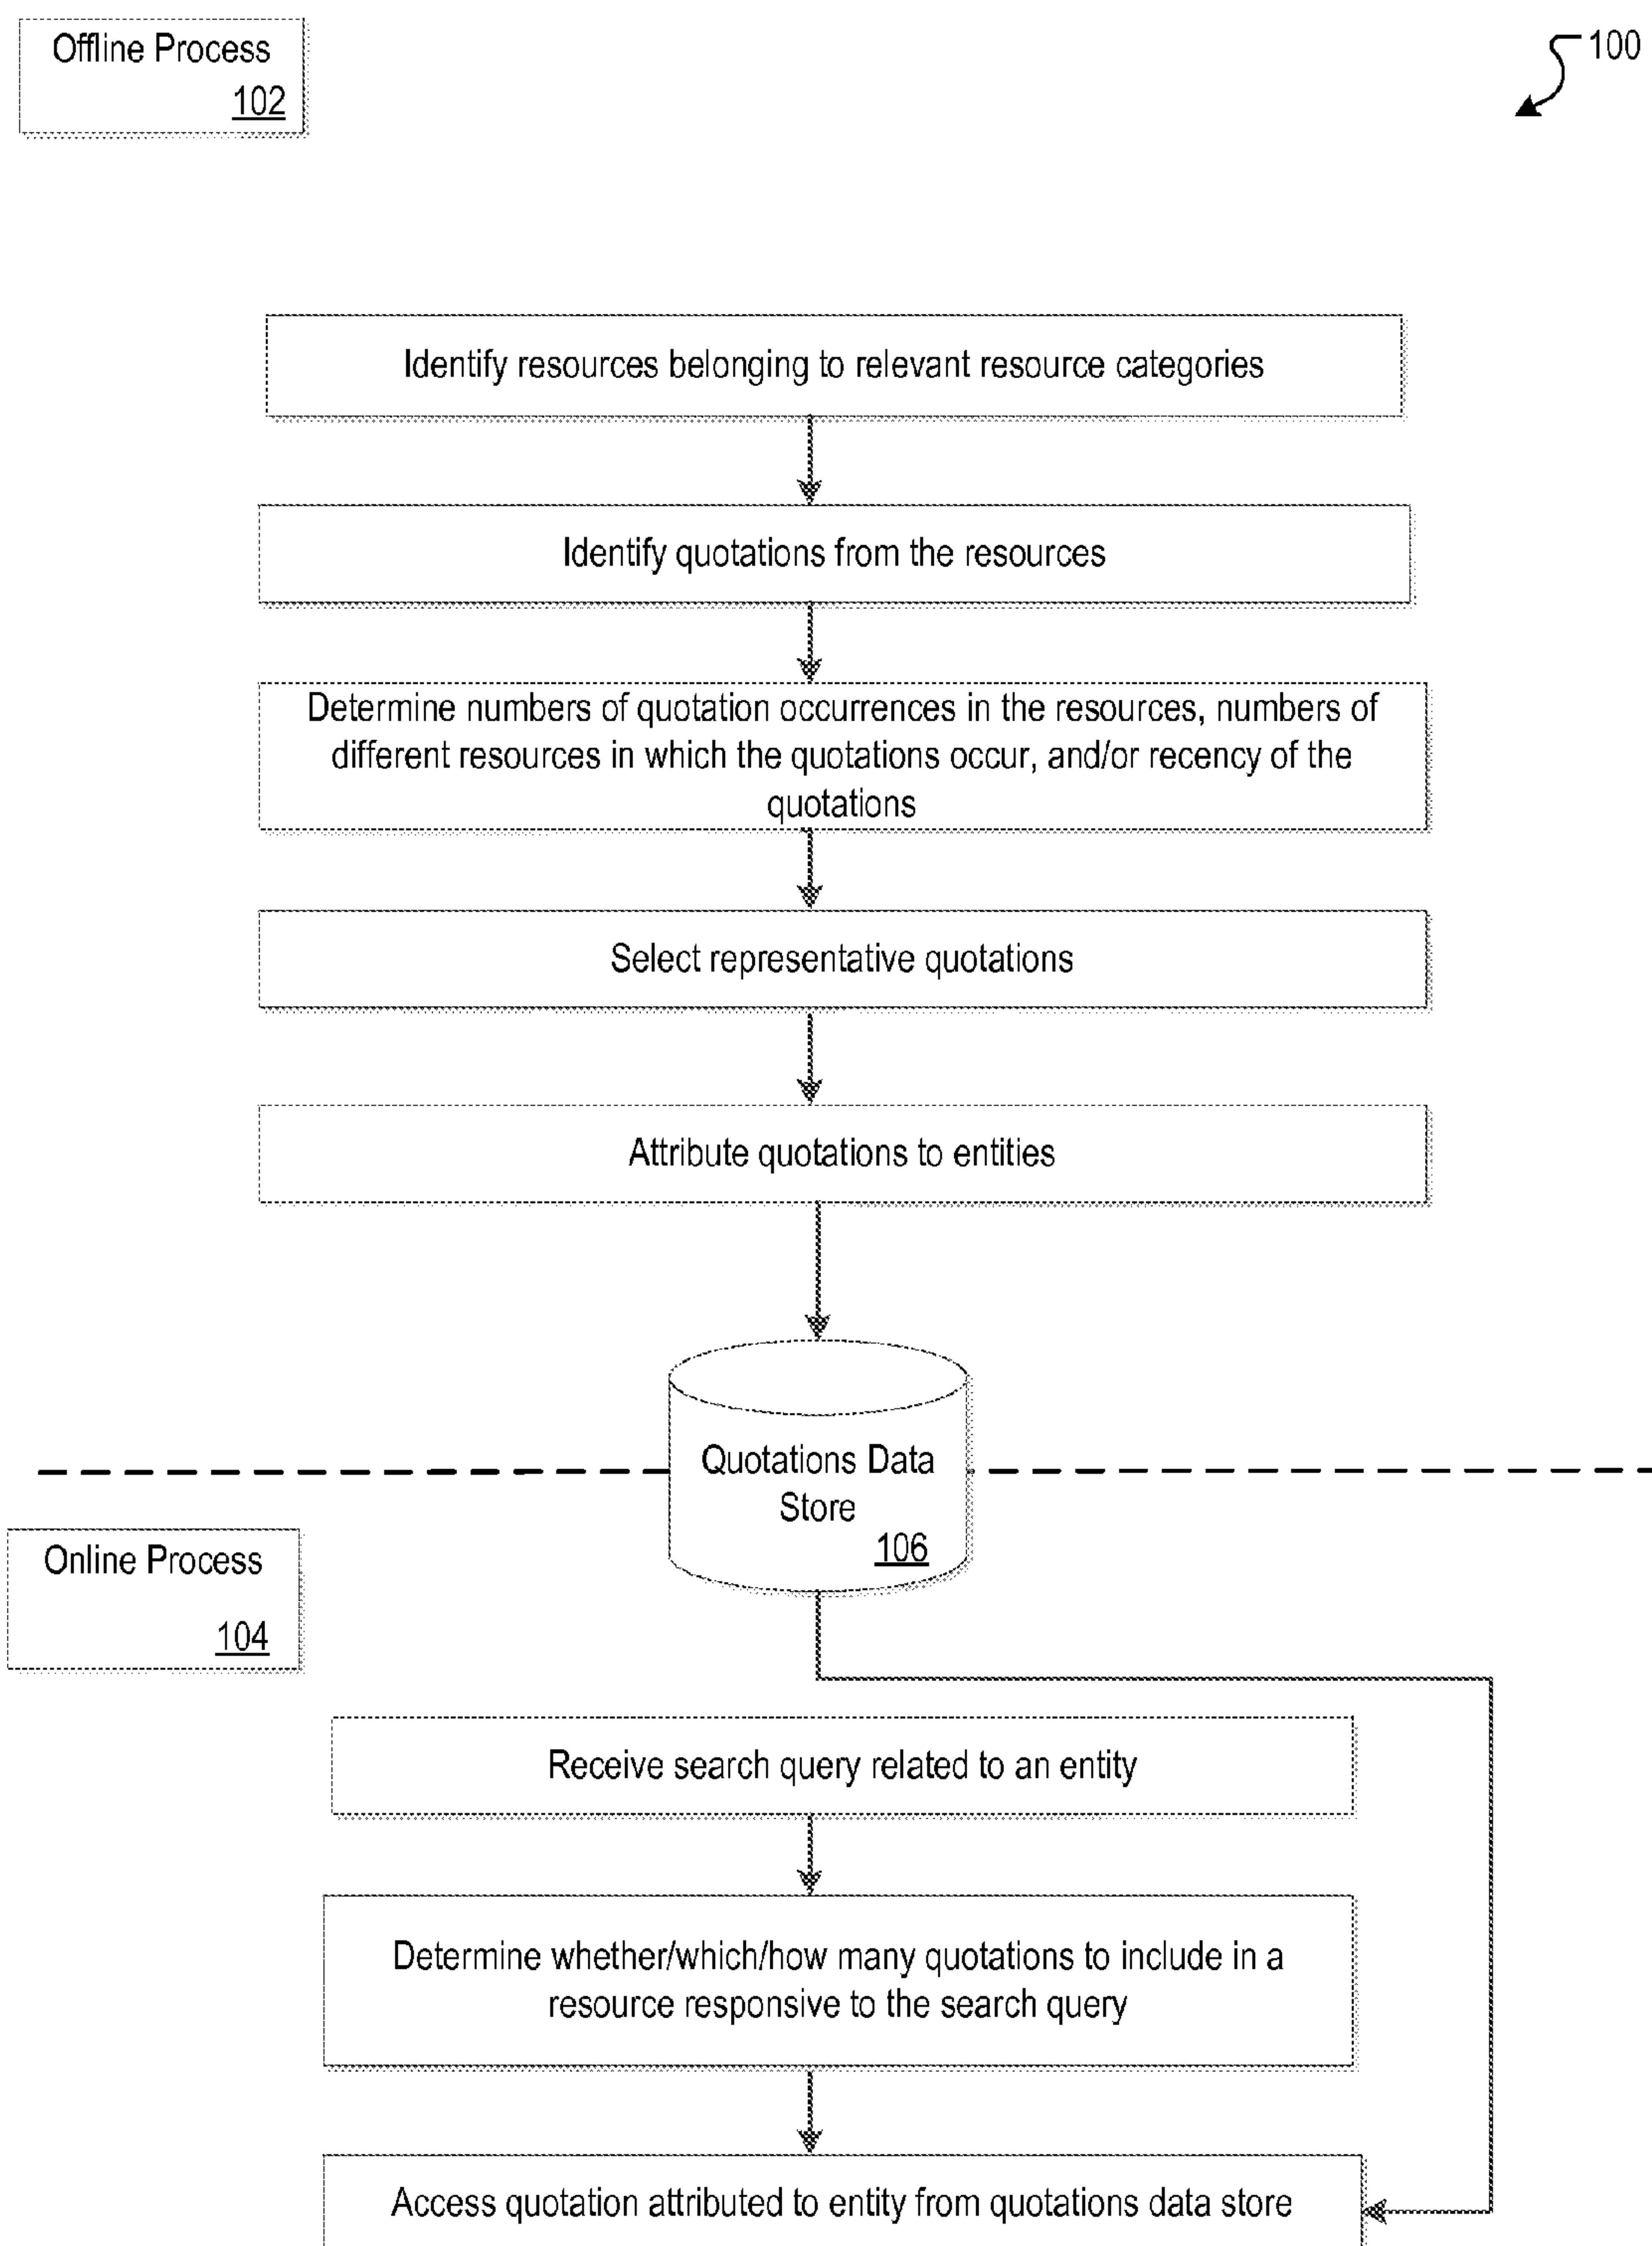 Offline Process
102
100
Identify resources belonging to relevant resource categories
Identify quotations from the resources
Determine numbers of quotation occurrences in the resources, numbers of
different resources in which the quotations occur, and/or recency of the
quotations
Select representative quotations
Attribute quotations to entities
Quotations Data
Store
106
Online Process
104
Receive search query related to an entity
Determine whether/which/how many quotations to include in a
resource responsive to the search query
Access quotation attributed to entity from quotations data store